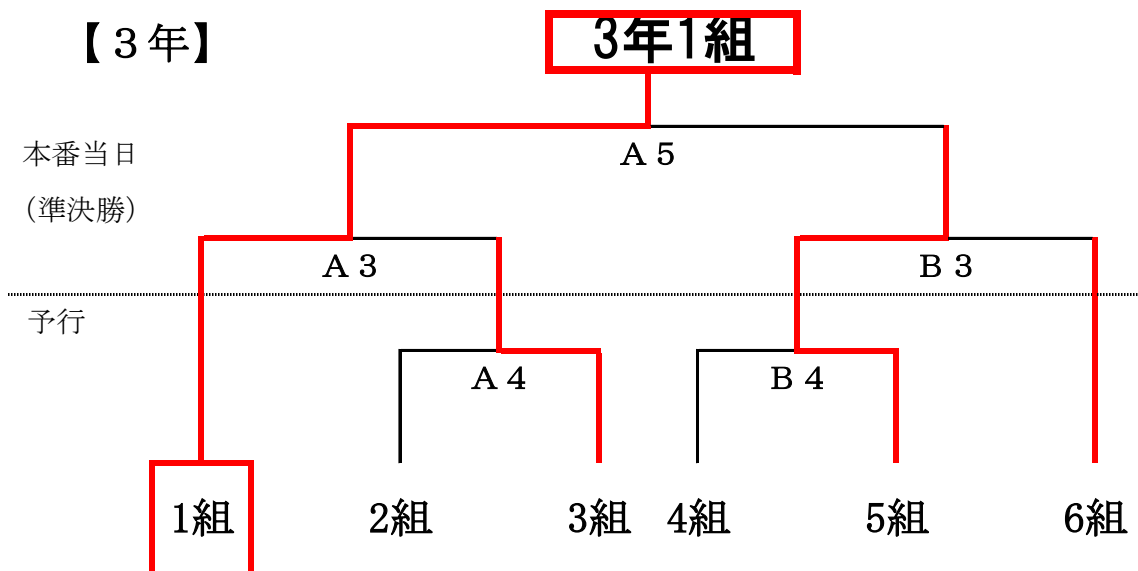 【３年】
3年1組
本番当日
Ａ５
（準決勝）
Ａ３
Ｂ３
予行
Ａ４
Ｂ４
1組
2組
3組
4組
5組
6組